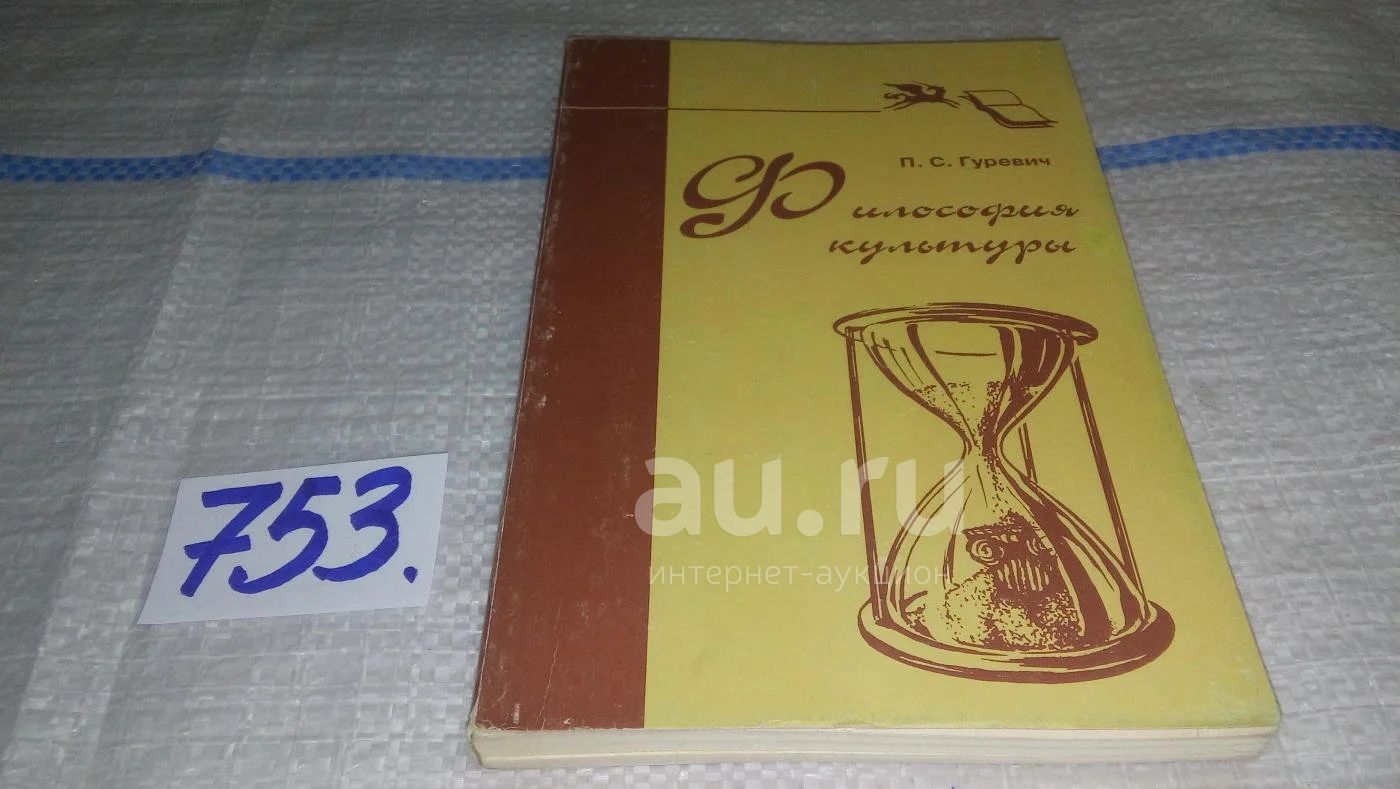 П. С. Гуревич
Философия
культуры
753.
au.ru
интернет-аукцион